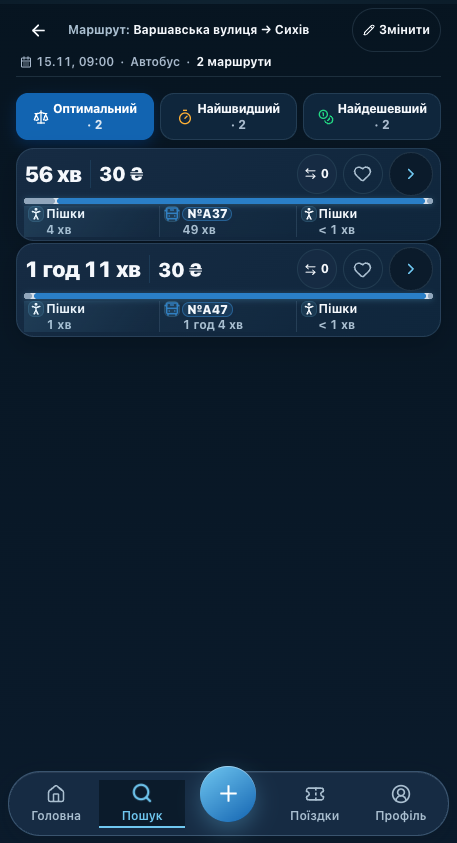 Маршрут: Варшавська вулиця → Сихів
Змінити
15.11, 09:00 · Автобус · 2 маршрути
Оптимальний
· 2
Найшвидший
· 2
Найдешевший
· 2
56 хв 30 ₴ 0
Пішки №A37 Пішки
4 хв 49 хв < 1 хв
1 год 11 хв 30 ₴ 0
Пішки №A47 Пішки
1 хв 1 год 4 хв < 1 хв
Головна Пошук Поїздки Профіль